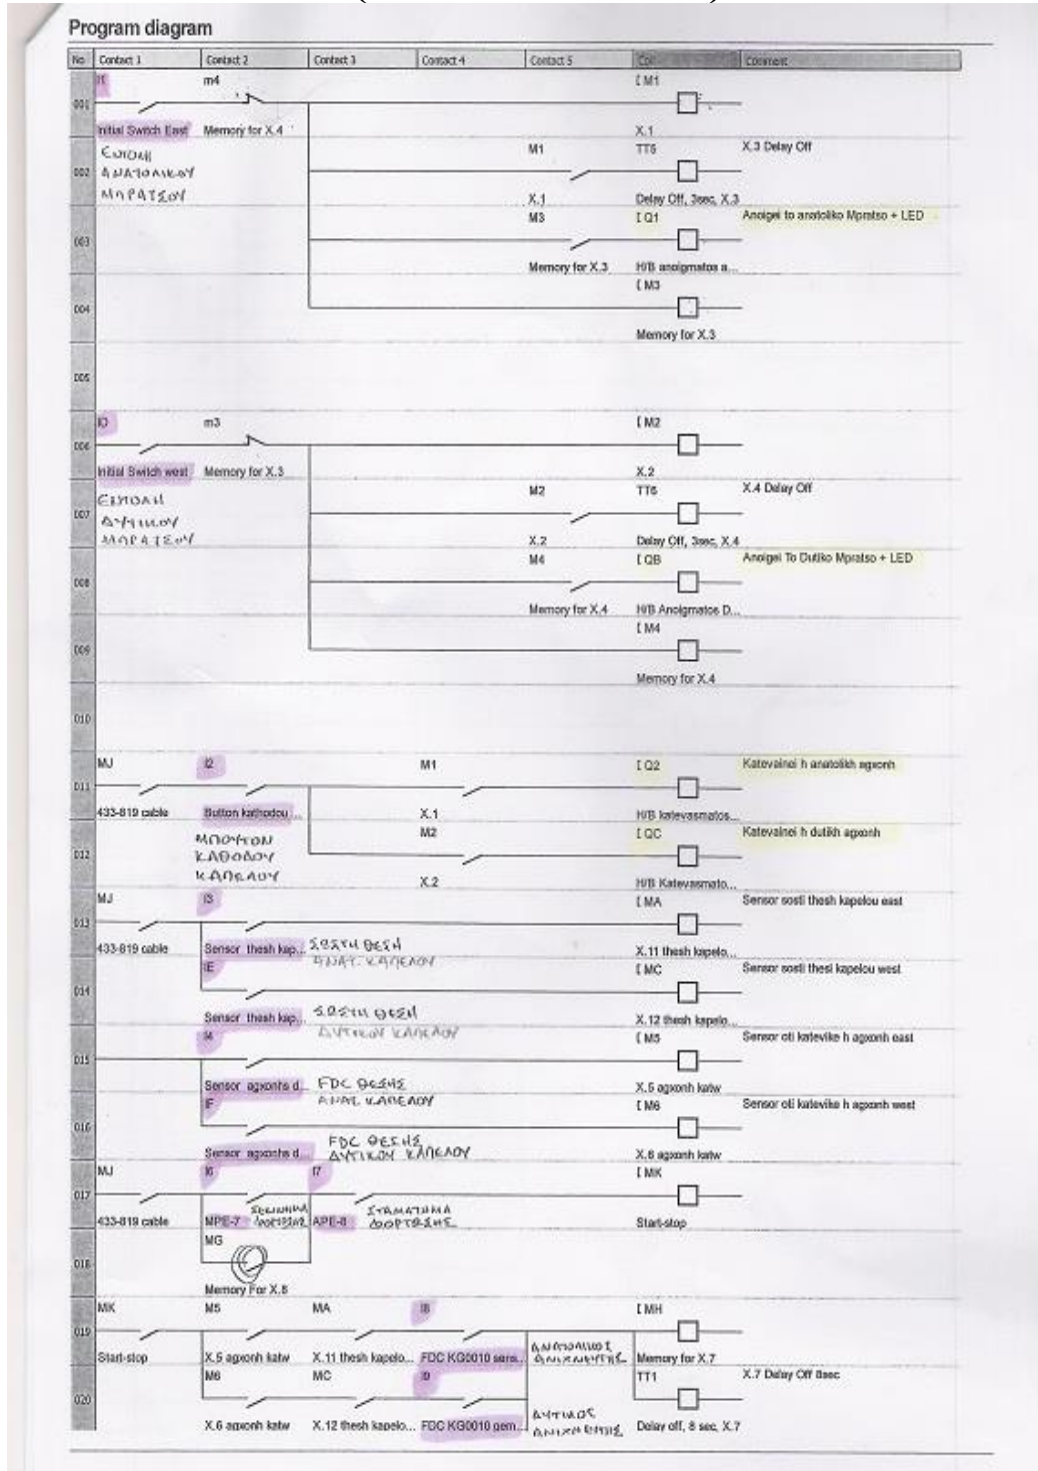 Program diagram
No Contact 1 Contact 2 Contact 3 Contact 4 Contact 5 Coil Comment
I1 m4 [ M1
001
Initial Switch East Memory for X.4 X.1
ΕΠΙΛΟΓΗ M1 TT5 X.3 Delay Off
002 ΑΝΑΤΟΛΙΚΟΥ
ΜΠΡΑΤΣΟΥ X.1 Delay Off, 3sec, X.3
M3 [ Q1 Anoigei to anatoliko Mpratso + LED
003
Memory for X.3 H/B anoigmatos a...
[ M3
004
Memory for X.3
005
ID m3 [ M2
006
Initial Switch west Memory for X.3 X.2
ΕΠΙΛΟΓΗ M2 TT6 X.4 Delay Off
007 ΔΥΤΙΚΟΥ
ΜΠΡΑΤΣΟΥ X.2 Delay Off, 3sec, X.4
M4 [ QB Anoigei To Dutiko Mpratso + LED
008
Memory for X.4 H/B Anoigmatos D...
[ M4
009
Memory for X.4
010
MJ I2 M1 [ Q2 Katevainei h anatolikh agxonh
011
433-819 cable Button kathodou ... X.1 H/B katevasmatos...
ΜΠΟΥΤΟΝ M2 [ QC Katevainei h dutikh agxonh
012 ΚΑΘΟΔΟΥ
ΚΑΠΕΛΟΥ X.2 H/B Katevasmato...
MJ I3 [ MA Sensor sosti thesh kapelou east
013
433-819 cable Sensor thesh kap... ΣΩΣΤΗ ΘΕΣΗ X.11 thesh kapelo...
IE ΑΝΑΤ. ΚΑΠΕΛΟΥ [ MC Sensor sosti thesi kapelou west
014
Sensor thesh kap... ΣΩΣΤΗ ΘΕΣΗ X.12 thesh kapelo...
I4 ΔΥΤΙΚΟΥ ΚΑΠΕΛΟΥ [ M5 Sensor oti katevike h agxonh east
015
Sensor agxonhs d... FDC ΘΕΣΗΣ X.5 agxonh katw
IF ΑΝΑΤ. ΚΑΠΕΛΟΥ [ M6 Sensor oti katevike h agxonh west
016
Sensor agxonhs d... FDC ΘΕΣΗΣ ΔΥΤΙΚΟΥ ΚΑΠΕΛΟΥ X.6 agxonh katw
MJ I6 I7 [ MK
017
433-819 cable MPE-7 ΞΕΚΙΝΗΜΑ ΦΟΡΤΩΣΗΣ APE-8 ΣΤΑΜΑΤΗΜΑ ΦΟΡΤΩΣΗΣ Start-stop
MG
018
Memory For X.8
MK M5 MA I8 [ MH
019
Start-stop X.5 agxonh katw X.11 thesh kapelo... FDC KG0010 sens... ΑΝΑΤΟΛΙΚΟΣ ΑΝΙΧΝΕΥΤΗΣ Memory for X.7
M6 MC I9 TT1 X.7 Delay Off 8sec
020
X.6 agxonh katw X.12 thesh kapelo... FDC KG0010 pem... ΔΥΤΙΚΟΣ ΑΝΙΧΝΕΥΤΗΣ Delay off, 8 sec, X.7